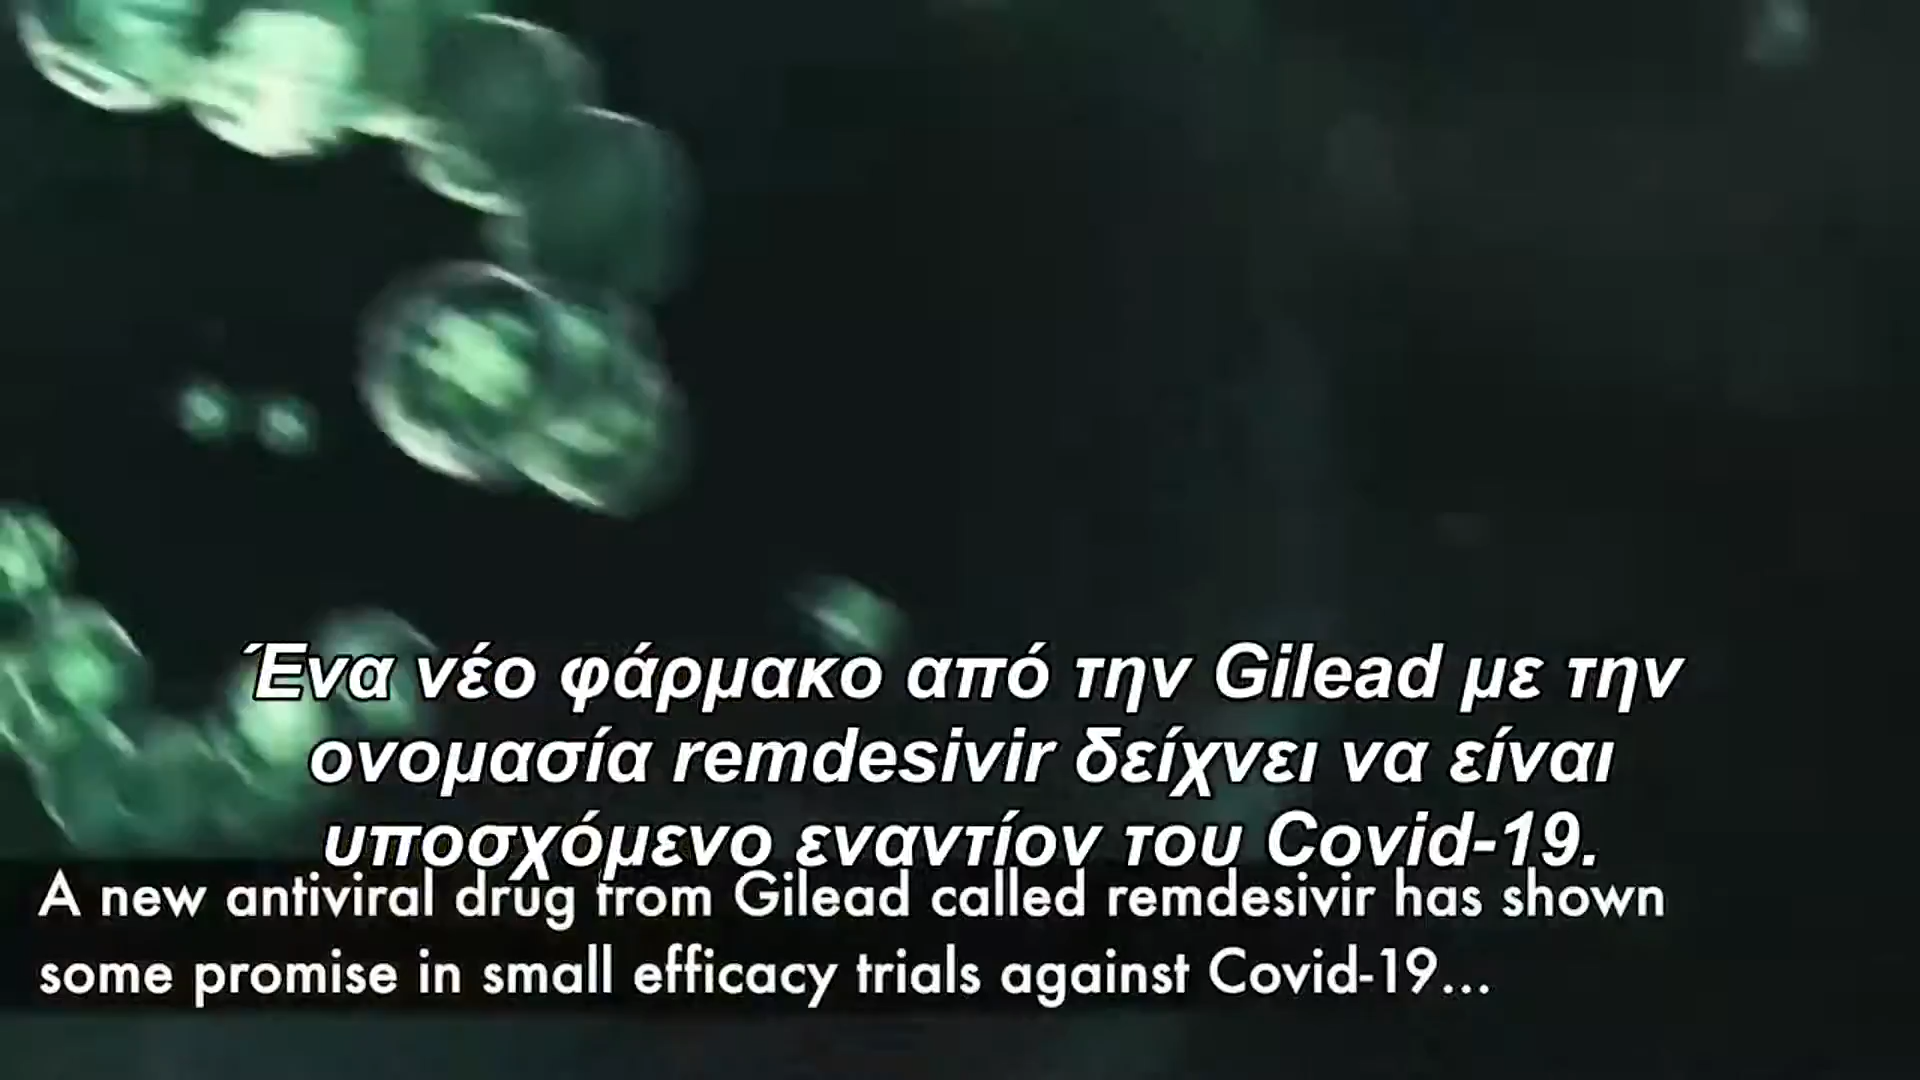 Ένα νέο φάρμακο από την Gilead με την
ονομασία remdesivir δείχνει να είναι
υποσχόμενο εναντίον του Covid-19.
A new antiviral drug from Gilead called remdesivir has shown
some promise in small efficacy trials against Covid-19...